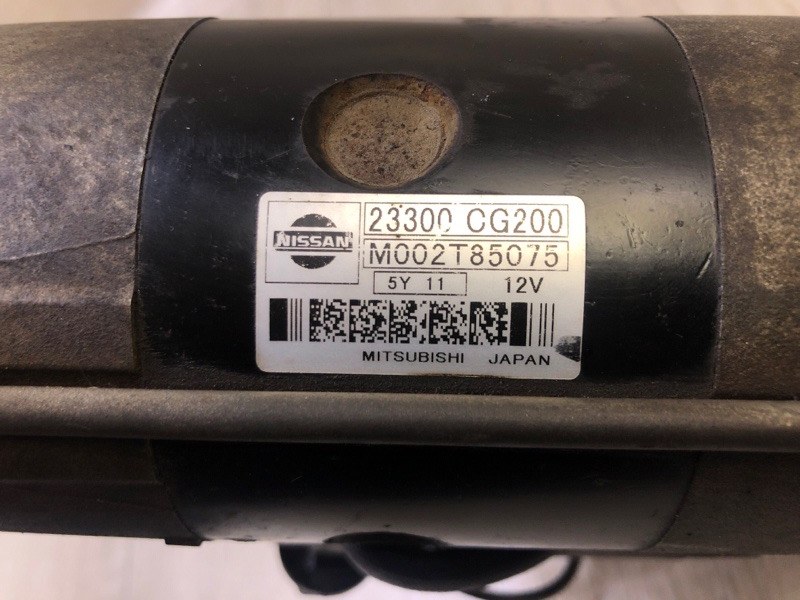 NISSAN
23300 CG200
M002T85075
5Y 11 12V
MITSUBISHI JAPAN